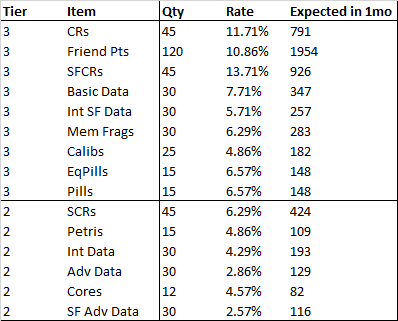 Tier Item Qty Rate Expected in 1mo
3 CRs 45 11.71% 791
3 Friend Pts 120 10.86% 1954
3 SFCRs 45 13.71% 926
3 Basic Data 30 7.71% 347
3 Int SF Data 30 5.71% 257
3 Mem Frags 30 6.29% 283
3 Calibs 25 4.86% 182
3 EqPills 15 6.57% 148
3 Pills 15 6.57% 148
2 SCRs 45 6.29% 424
2 Petris 15 4.86% 109
2 Int Data 30 4.29% 193
2 Adv Data 30 2.86% 129
2 Cores 12 4.57% 82
2 SF Adv Data 30 2.57% 116